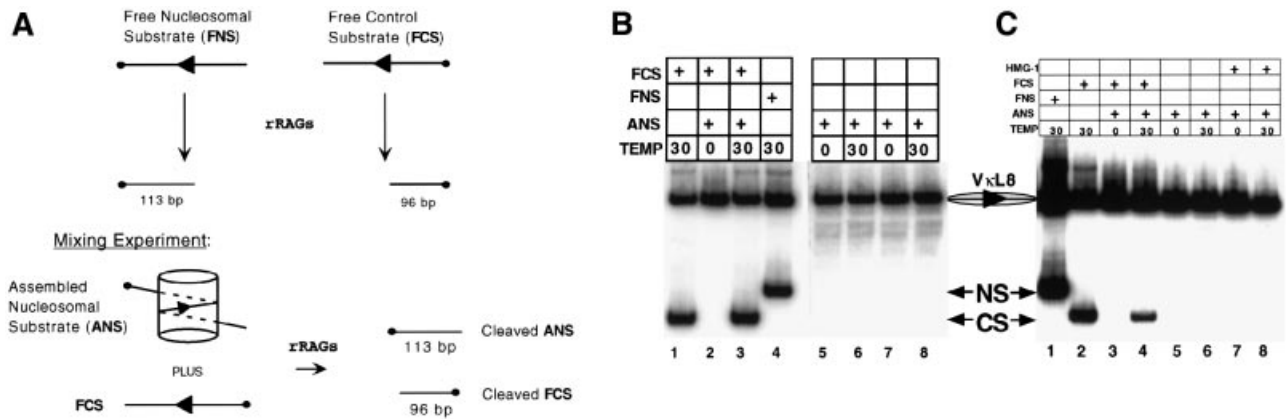 A
Free Nucleosomal
Substrate (FNS)
Free Control
Substrate (FCS)
rRAGs
113 bp
96 bp
Mixing Experiment:
Assembled
Nucleosomal
Substrate (ANS)
PLUS
FCS
rRAGs
Cleaved ANS
113 bp
Cleaved FCS
96 bp
B
FCS + + +
FNS +
ANS + + + + + +
TEMP 30 0 30 30 0 30 0 30
1 2 3 4 5 6 7 8
VκL8
NS
CS
C
HMG-1 + +
FCS + + +
FNS +
ANS + + + + + +
TEMP 30 30 0 30 0 30 0 30
1 2 3 4 5 6 7 8